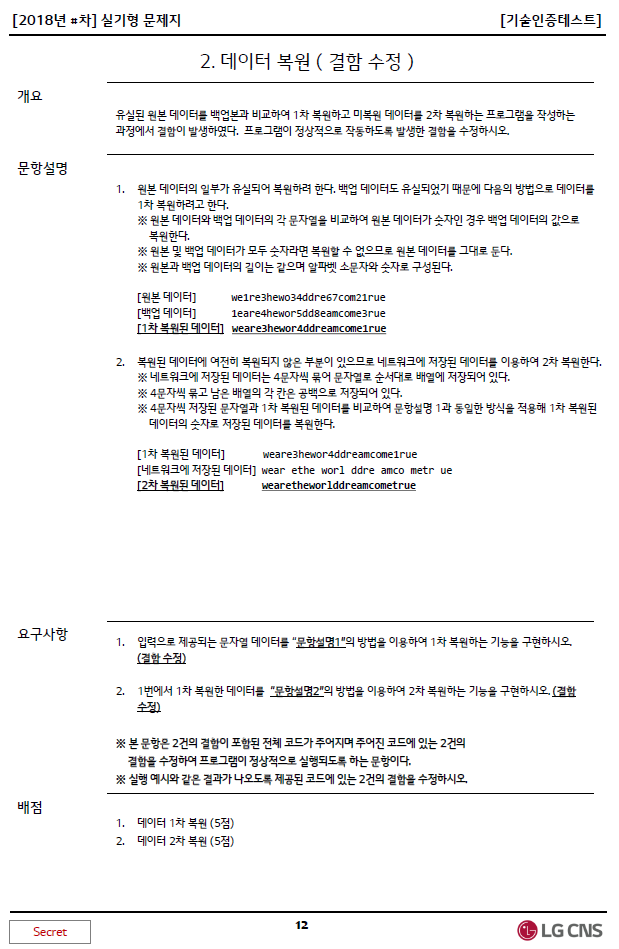 [2018년 #차] 실기형 문제지 [기술인증테스트]
2. 데이터 복원 ( 결함 수정 )
개요
유실된 원본 데이터를 백업본과 비교하여 1차 복원하고 미복원 데이터를 2차 복원하는 프로그램을 작성하는
과정에서 결함이 발생하였다. 프로그램이 정상적으로 작동하도록 발생한 결함을 수정하시오.
문항설명
1. 원본 데이터의 일부가 유실되어 복원하려 한다. 백업 데이터도 유실되었기 때문에 다음의 방법으로 데이터를
1차 복원하려고 한다.
※ 원본 데이터와 백업 데이터의 각 문자열을 비교하여 원본 데이터가 숫자인 경우 백업 데이터의 값으로
복원한다.
※ 원본 및 백업 데이터가 모두 숫자라면 복원할 수 없으므로 원본 데이터를 그대로 둔다.
※ 원본과 백업 데이터의 길이는 같으며 알파벳 소문자와 숫자로 구성된다.
[원본 데이터] we1re3hewo34ddre67com21rue
[백업 데이터] 1eare4hewor5dd8eamcome3rue
[1차 복원된 데이터] weare3hewor4ddreamcome1rue
2. 복원된 데이터에 여전히 복원되지 않은 부분이 있으므로 네트워크에 저장된 데이터를 이용하여 2차 복원한다.
※ 네트워크에 저장된 데이터는 4문자씩 묶어 문자열로 순서대로 배열에 저장되어 있다.
※ 4문자씩 묶고 남은 배열의 각 칸은 공백으로 저장되어 있다.
※ 4문자씩 저장된 문자열과 1차 복원된 데이터를 비교하여 문항설명 1과 동일한 방식을 적용해 1차 복원된
데이터의 숫자로 저장된 데이터를 복원한다.
[1차 복원된 데이터] weare3hewor4ddreamcome1rue
[네트워크에 저장된 데이터] wear ethe worl ddre amco metr ue
[2차 복원된 데이터] wearetheworlddreamcometrue
요구사항
1. 입력으로 제공되는 문자열 데이터를 “문항설명1”의 방법을 이용하여 1차 복원하는 기능을 구현하시오.
(결함 수정)
2. 1번에서 1차 복원한 데이터를 “문항설명2”의 방법을 이용하여 2차 복원하는 기능을 구현하시오. (결함
수정)
※ 본 문항은 2건의 결함이 포함된 전체 코드가 주어지며 주어진 코드에 있는 2건의
결함을 수정하여 프로그램이 정상적으로 실행되도록 하는 문항이다.
※ 실행 예시와 같은 결과가 나오도록 제공된 코드에 있는 2건의 결함을 수정하시오.
배점
1. 데이터 1차 복원 (5점)
2. 데이터 2차 복원 (5점)
Secret 12 LG CNS